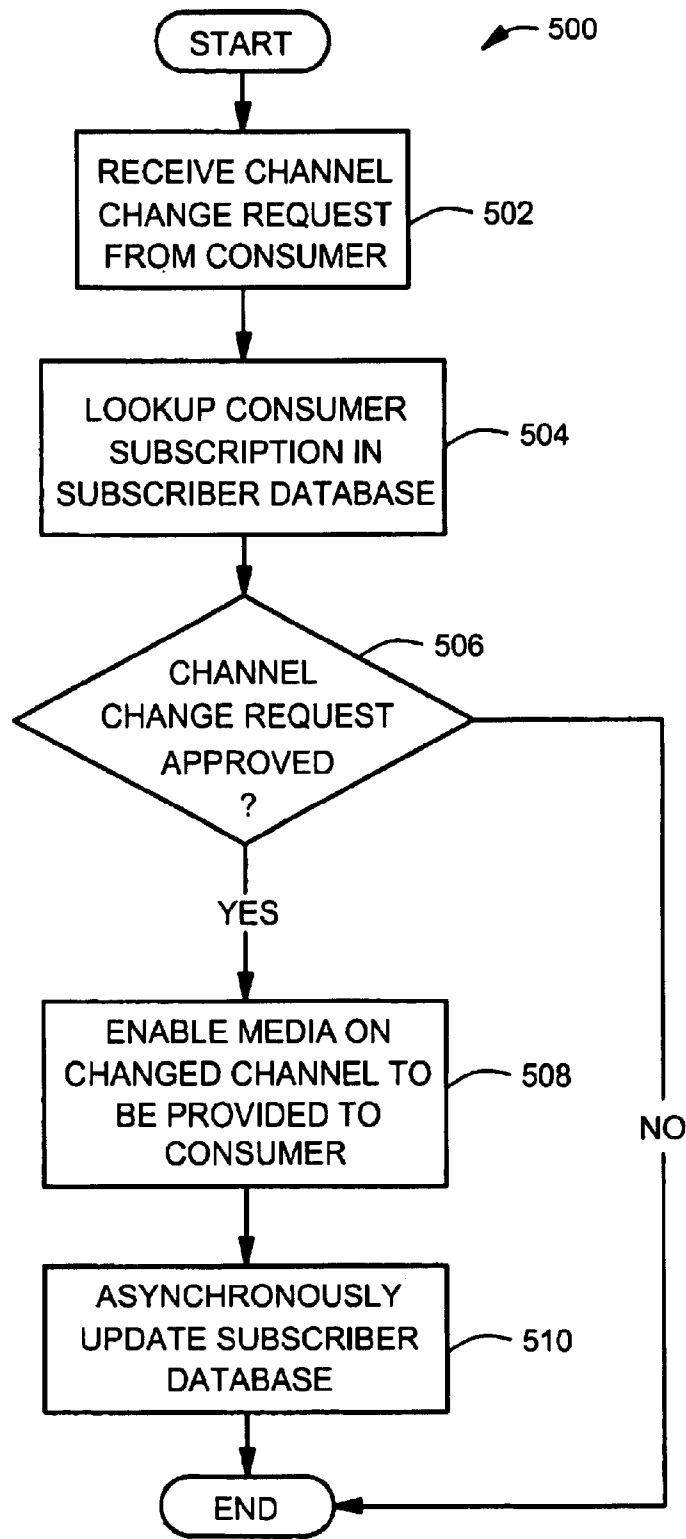 START
500
RECEIVE CHANNEL
CHANGE REQUEST
FROM CONSUMER
502
LOOKUP CONSUMER
SUBSCRIPTION IN
SUBSCRIBER DATABASE
504
506
CHANNEL
CHANGE REQUEST
APPROVED
?
YES
NO
ENABLE MEDIA ON
CHANGED CHANNEL TO
BE PROVIDED TO
CONSUMER
508
ASYNCHRONOUSLY
UPDATE SUBSCRIBER
DATABASE
510
END